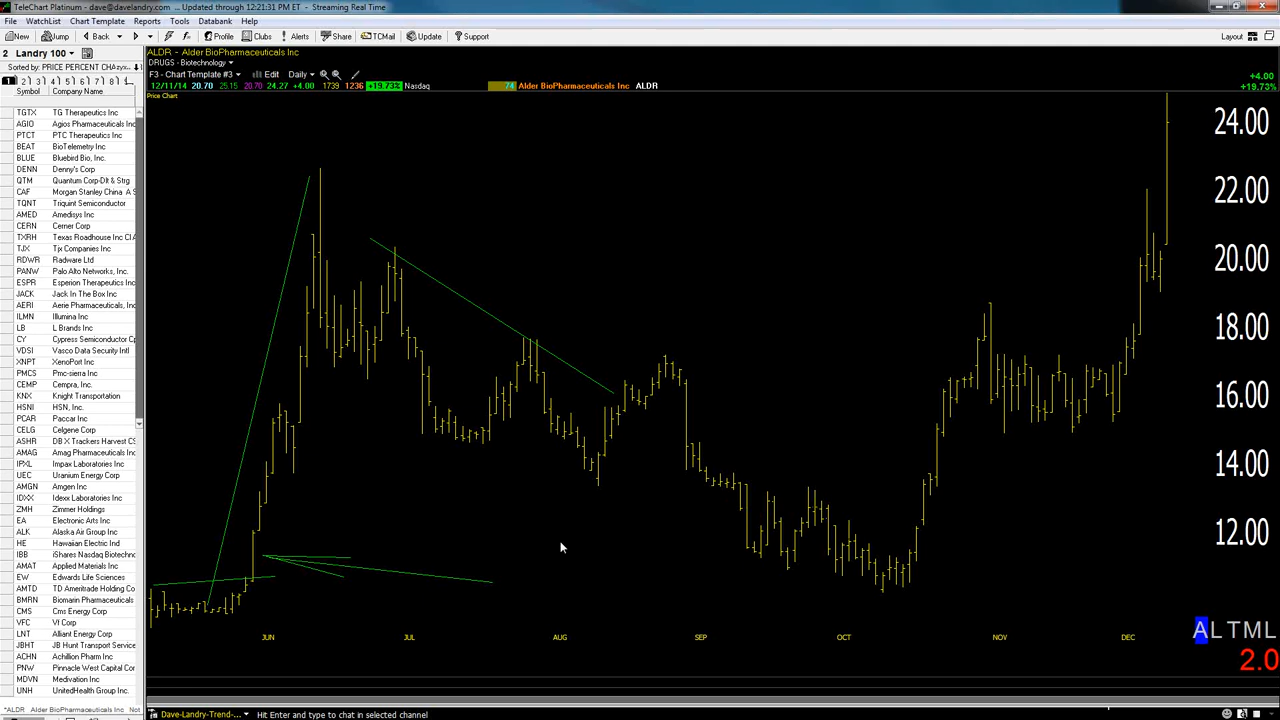 TeleChart Platinum - dave@davelandry.com ... Updated through 12:21:31 PM ET - Streaming Real Time
File WatchList Chart Template Reports Tools Databank Help
New Jump Back Profile Clubs Alerts Share TCMail Update Support Layout
2 Landry 100
Sorted by: PRICE PERCENT CHA
1 2 3 4 5 6 7 8
Symbol Company Name
TGTX TG Therapeutics Inc
AGIO Agios Pharmaceuticals Inc
PTCT PTC Therapeutics Inc
BEAT BioTelemetry Inc
BLUE Bluebird Bio, Inc.
DENN Denny's Corp
QTM Quantum Corp-Dlt & Strg
CAF Morgan Stanley China A S
TQNT Triquint Semiconductor
AMED Amedisys Inc
CERN Cerner Corp
TXRH Texas Roadhouse Inc Cl A
TJX Tjx Companies Inc
RDWR Radware Ltd
PANW Palo Alto Networks, Inc.
ESPR Esperion Therapeutics Inc
JACK Jack In The Box Inc
AERI Aerie Pharmaceuticals, Inc
ILMN Illumina Inc
LB L Brands Inc
CY Cypress Semiconductor Cp
VDSI Vasco Data Security Intl
XNPT XenoPort Inc
PMCS Pmc-sierra Inc
CEMP Cempra, Inc.
KNX Knight Transportation
HSNI HSN, Inc.
PCAR Paccar Inc
CELG Celgene Corp
ASHR DB X Trackers Harvest CS
AMAG Amag Pharmaceuticals Inc
IPXL Impax Laboratories Inc
UEC Uranium Energy Corp
AMGN Amgen Inc
IDXX Idexx Laboratories Inc
ZMH Zimmer Holdings
EA Electronic Arts Inc
ALK Alaska Air Group Inc
HE Hawaiian Electric Ind
IBB iShares Nasdaq Biotechno
AMAT Applied Materials Inc
EW Edwards Life Sciences
AMTD TD Ameritrade Holding Co
BMRN Biomarin Pharmaceuticals
CMS Cms Energy Corp
VFC Vf Corp
LNT Alliant Energy Corp
JBHT JB Hunt Transport Service
ACHN Achillion Pharm Inc
PNW Pinnacle West Capital Cor
MDVN Medivation Inc
UNH UnitedHealth Group Inc.
*ALDR Alder BioPharmaceuticals Inc Not
ALDR - Alder BioPharmaceuticals Inc
DRUGS - Biotechnology
F3 - Chart Template #3 Edit Daily
12/11/14 20.70 25.15 20.70 24.27 +4.00 1739 1236 +19.73% Nasdaq 74 Alder BioPharmaceuticals Inc ALDR
+4.00
+19.73%
Price Chart
24.00
22.00
20.00
18.00
16.00
14.00
12.00
ALTML
2.0
JUN JUL AUG SEP OCT NOV DEC
Dave-Landry-Trend-... Hit Enter and type to chat in selected channel